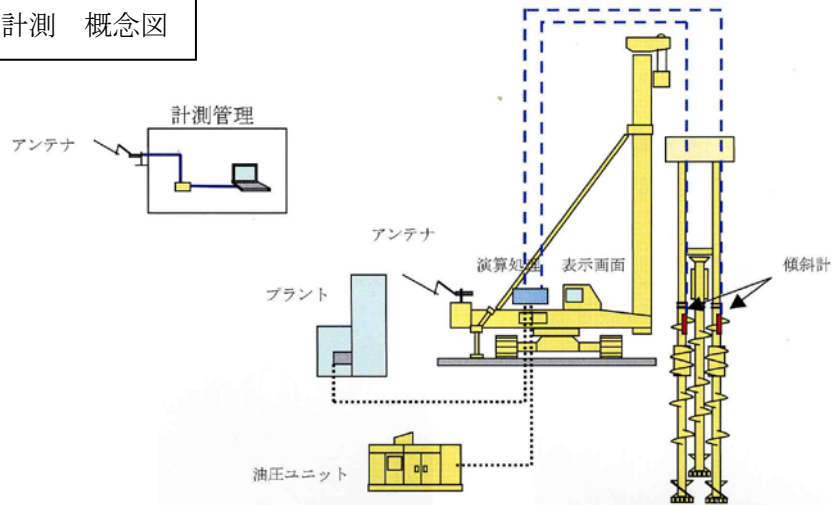 計測　概念図
計測管理
アンテナ
アンテナ
演算処理
表示画面
傾斜計
プラント
油圧ユニット